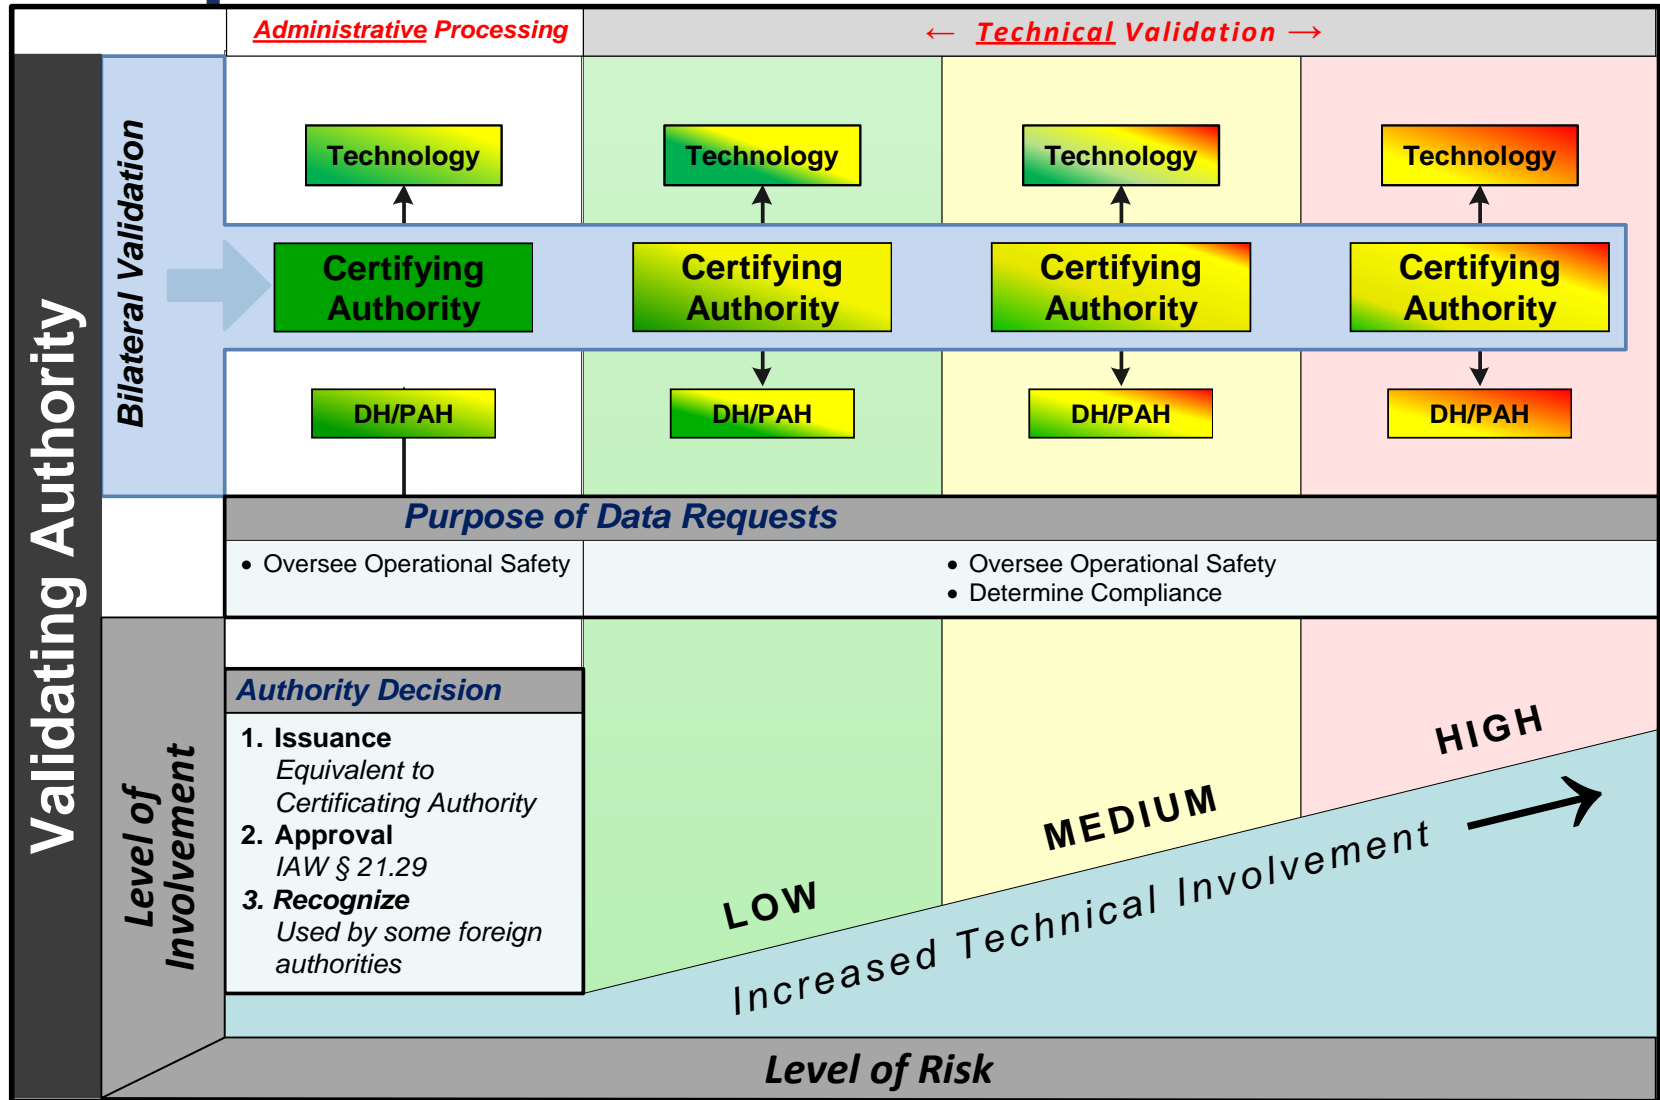 Administrative Processing
← Technical Validation →
Validating Authority
Bilateral Validation
Technology
Technology
Technology
Technology
Certifying
Authority
Certifying
Authority
Certifying
Authority
Certifying
Authority
DH/PAH
DH/PAH
DH/PAH
DH/PAH
Purpose of Data Requests
• Oversee Operational Safety
• Oversee Operational Safety
• Determine Compliance
Level of
Involvement
Authority Decision
1. Issuance
Equivalent to
Certificating Authority
2. Approval
IAW § 21.29
3. Recognize
Used by some foreign
authorities
LOW
MEDIUM
HIGH
Increased Technical Involvement
Level of Risk